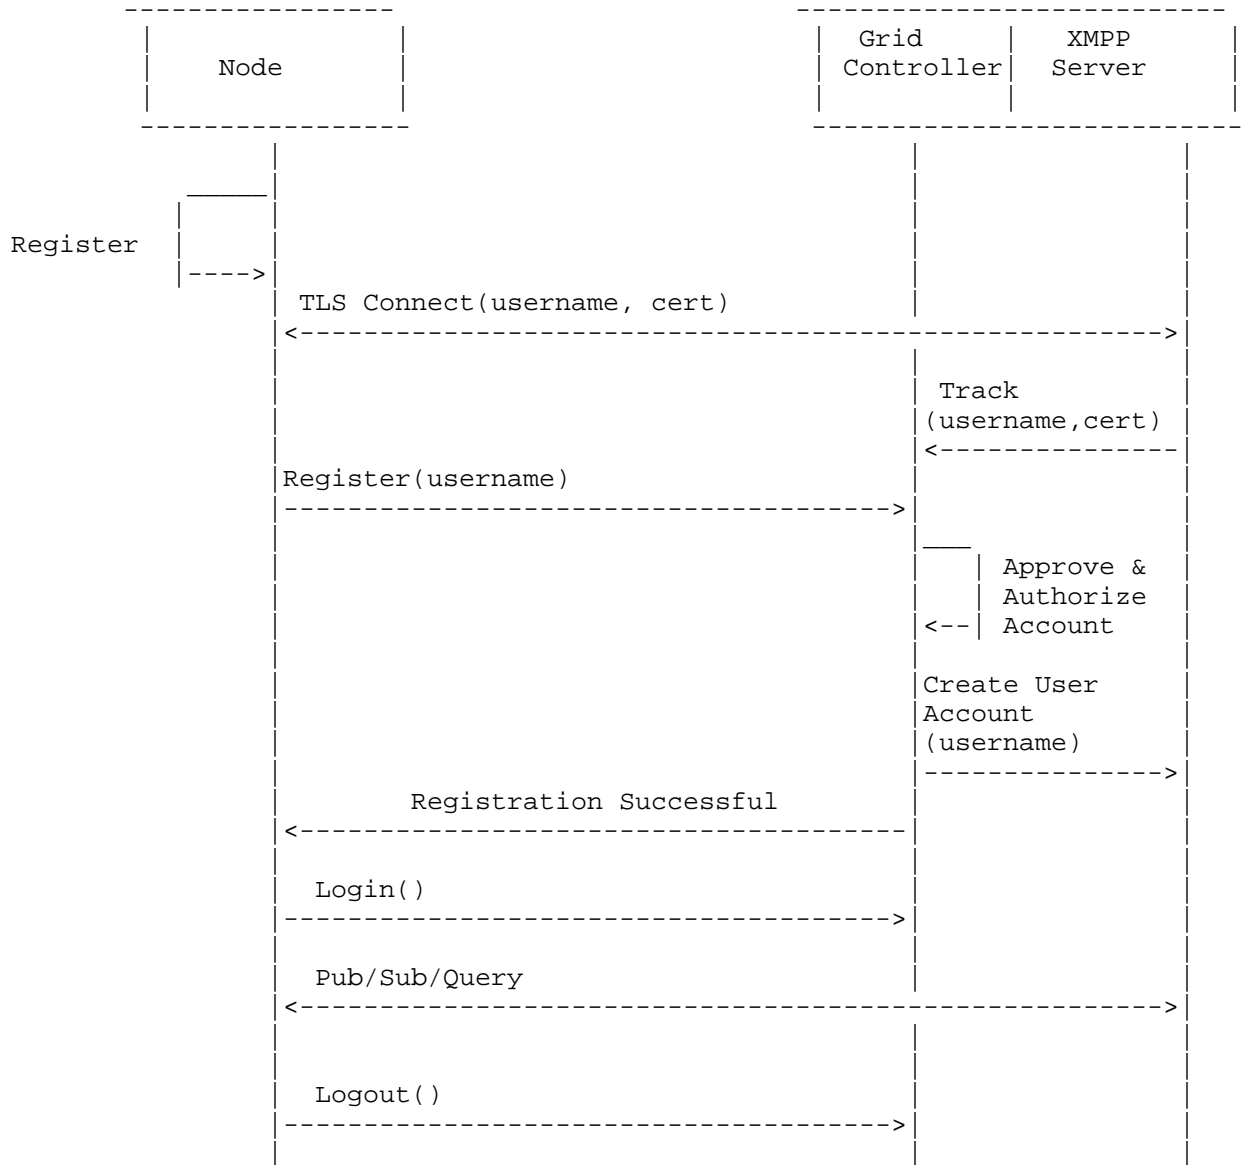 Grid XMPP
Node Controller Server
Register
TLS Connect(username, cert)
Track
(username,cert)
Register(username)
Approve &
Authorize
Account
Create User
Account
(username)
Registration Successful
Login()
Pub/Sub/Query
Logout()